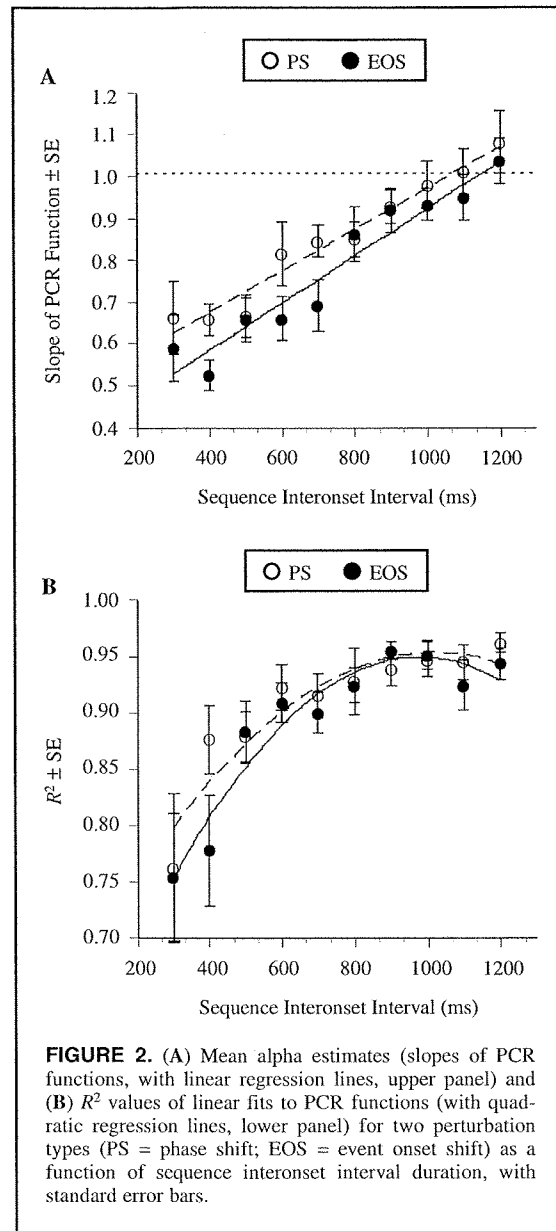 PS EOS
A
1.2
1.1
1.0
0.9
0.8
0.7
0.6
0.5
0.4
Slope of PCR Function ± SE
200 400 600 800 1000 1200
Sequence Interonset Interval (ms)
PS EOS
B
1.00
0.95
0.90
0.85
0.80
0.75
0.70
R² ± SE
200 400 600 800 1000 1200
Sequence Interonset Interval (ms)
FIGURE 2. (A) Mean alpha estimates (slopes of PCR
functions, with linear regression lines, upper panel) and
(B) R² values of linear fits to PCR functions (with quad-
ratic regression lines, lower panel) for two perturbation
types (PS = phase shift; EOS = event onset shift) as a
function of sequence interonset interval duration, with
standard error bars.